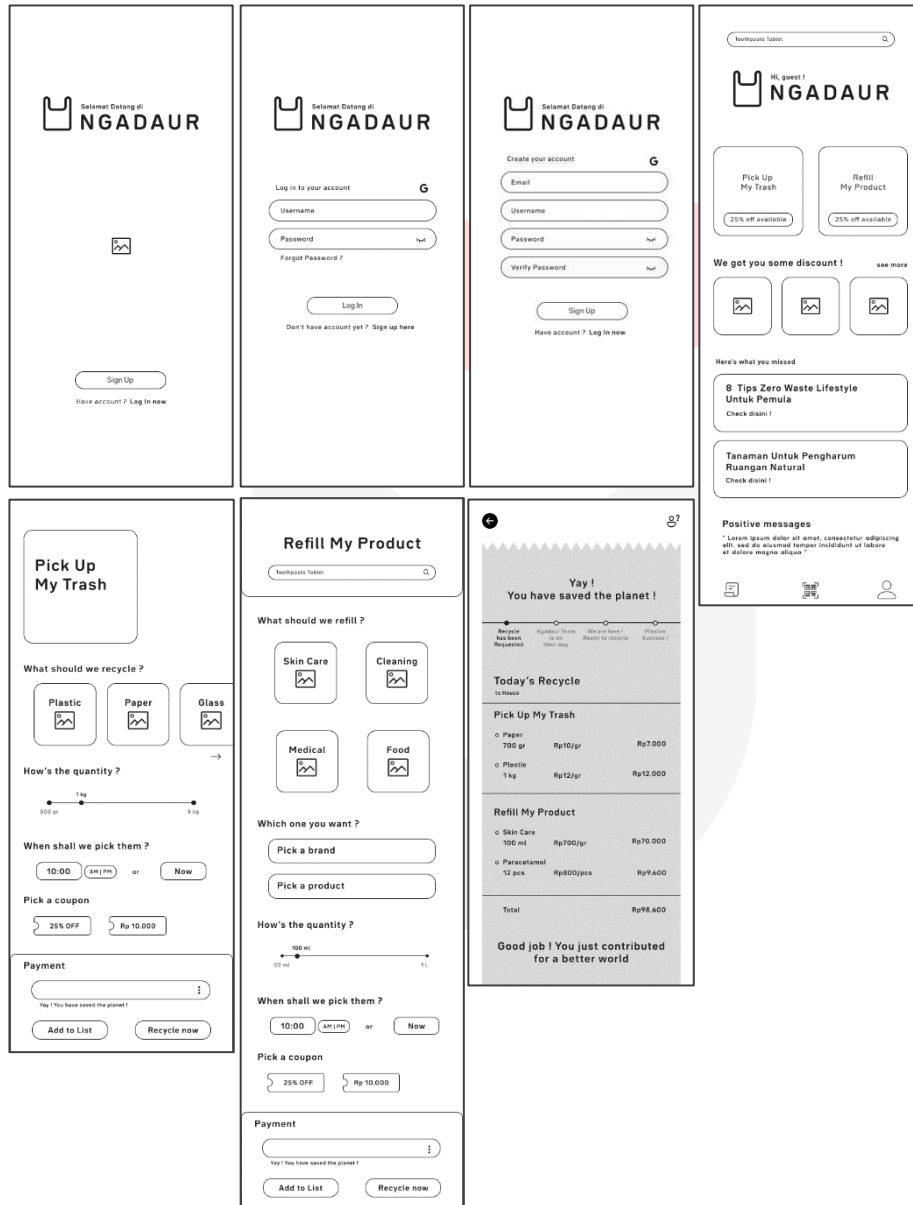 Selamat Datang di
NGADAUR
Sign Up
Have account ? Log In now
Selamat Datang di
NGADAUR
Log in to your account
G
Username
Password
Forgot Password ?
Log In
Don't have account yet ? Sign up here
Selamat Datang di
NGADAUR
Create your account
G
Email
Username
Password
Verify Password
Sign Up
Have account ? Log In now
Toothpaste Tablet
Hi, guest !
NGADAUR
Pick Up
My Trash
25% off available
Refill
My Product
25% off available
We got you some discount !
see more
Here's what you missed
8 Tips Zero Waste Lifestyle
Untuk Pemula
Check disini !
Tanaman Untuk Pengharum
Ruangan Natural
Check disini !
Positive messages
" Lorem ipsum dolor sit amat, consectetur adipiscing
elit, sed do eiusmod tempor incididunt ut labore
et dolore magna aliqua "
Pick Up
My Trash
What should we recycle ?
Plastic
Paper
Glass
How's the quantity ?
1 kg
500 gr
5 kg
When shall we pick them ?
10:00
AM | PM
or
Now
Pick a coupon
25% OFF
Rp 10.000
Payment
Yay ! You have saved the planet !
Add to List
Recycle now
Refill My Product
Toothpaste Tablet
What should we refill ?
Skin Care
Cleaning
Medical
Food
Which one you want ?
Pick a brand
Pick a product
How's the quantity ?
100 ml
50 ml
1 L
When shall we pick them ?
10:00
AM | PM
or
Now
Pick a coupon
25% OFF
Rp 10.000
Payment
Yay ! You have saved the planet !
Add to List
Recycle now
?
Yay !
You have saved the planet !
Recycle
has been
Requested
Ngadaur Team
is on
their way
We are here !
Ready to recycle
Mission
Success !
Today's Recycle
to House
Pick Up My Trash
Paper
700 gr Rp10/gr Rp7.000
Plastic
1 kg Rp12/gr Rp12.000
Refill My Product
Skin Care
100 ml Rp700/gr Rp70.000
Paracetamol
12 pcs Rp800/pcs Rp9.600
Total Rp98.600
Good job ! You just contributed
for a better world